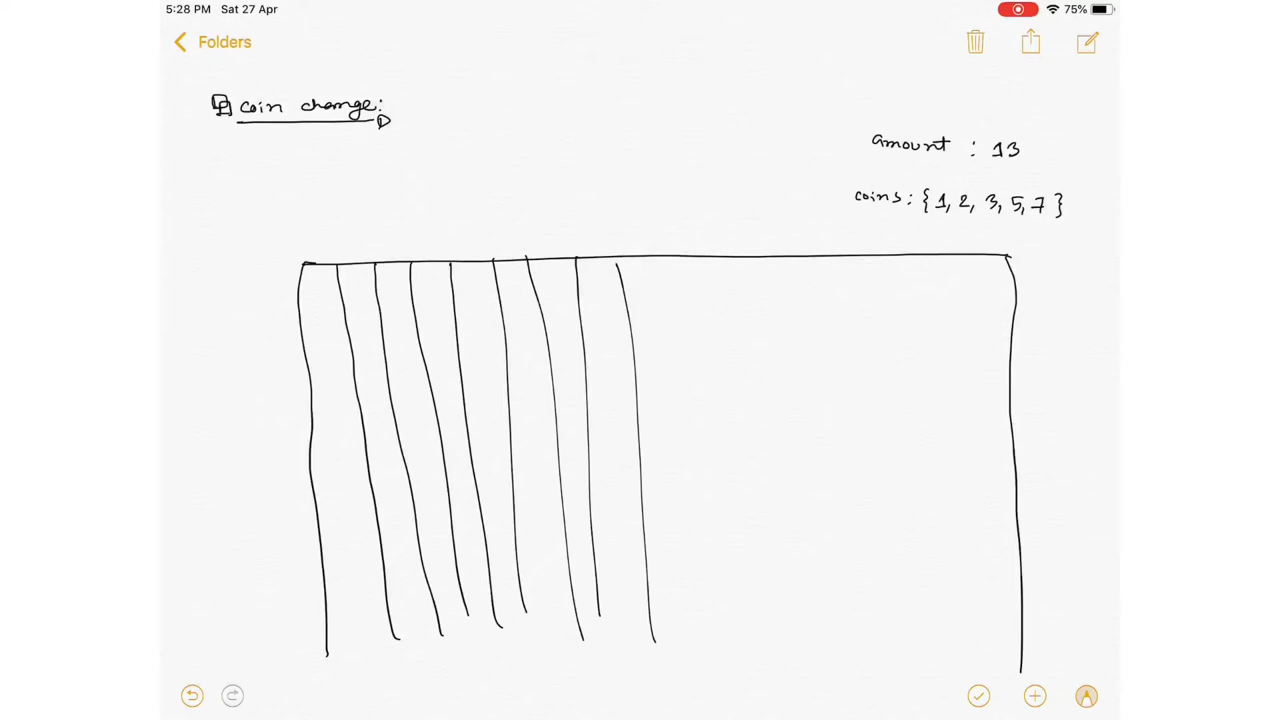 5:28 PM Sat 27 Apr 75%
Folders
coin change:
amount : 13
coins: {1, 2, 3, 5, 7}